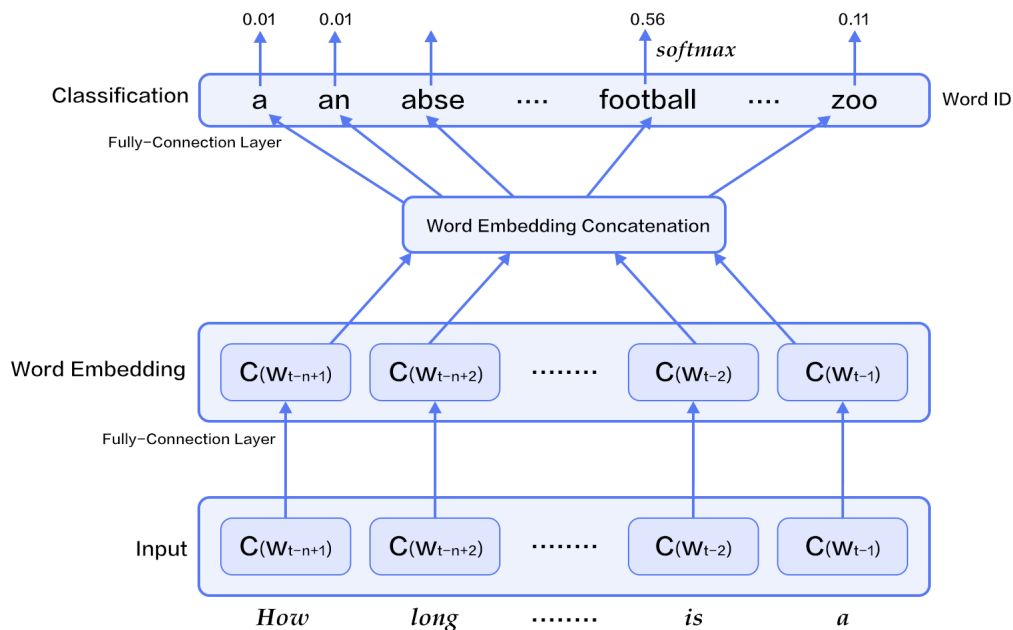 0.01 0.01 0.56 0.11
softmax
Classification a an abse .... football .... zoo Word ID
Fully-Connection Layer
Word Embedding Concatenation
Word Embedding C(wt-n+1) C(wt-n+2) ........ C(wt-2) C(wt-1)
Fully-Connection Layer
Input C(wt-n+1) C(wt-n+2) ........ C(wt-2) C(wt-1)
How long ........ is a